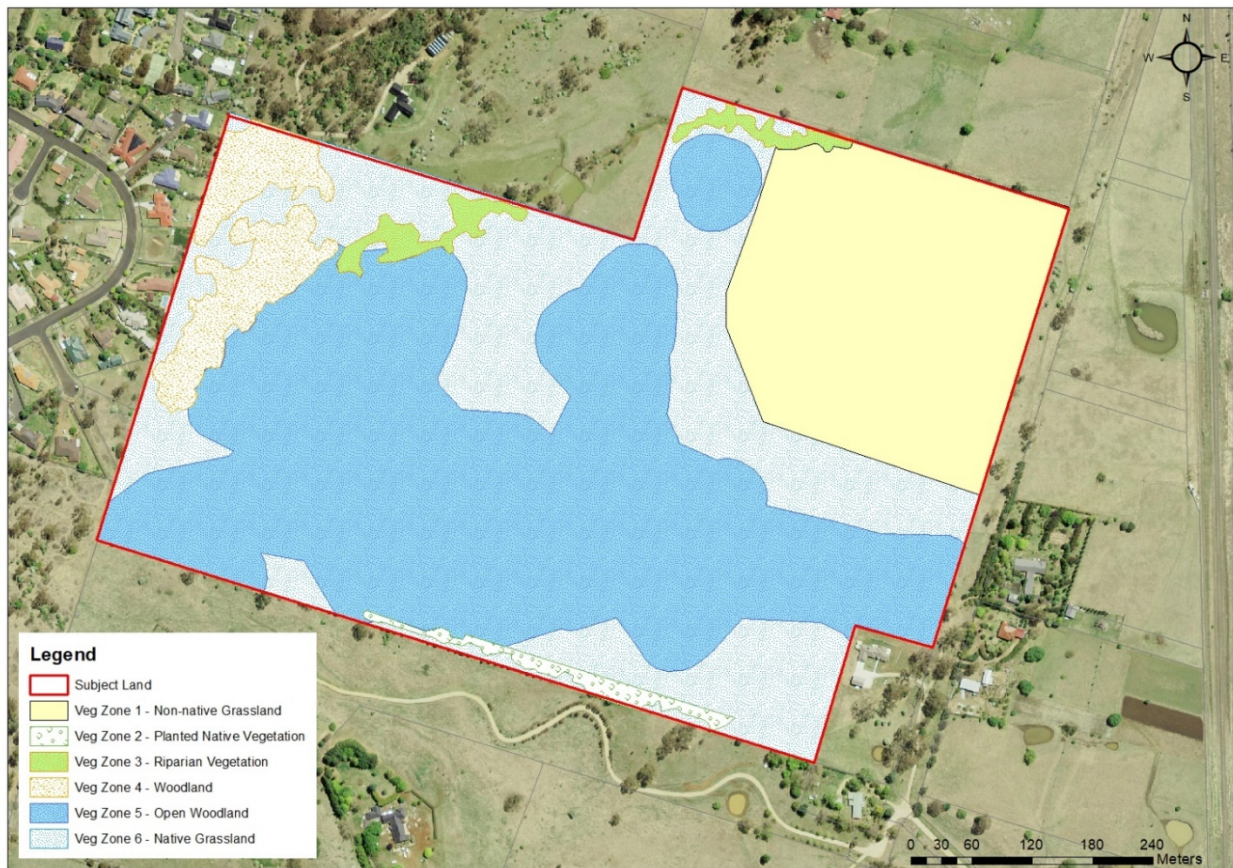 N
W E
S
Legend
Subject Land
Veg Zone 1 - Non-native Grassland
Veg Zone 2 - Planted Native Vegetation
Veg Zone 3 - Riparian Vegetation
Veg Zone 4 - Woodland
Veg Zone 5 - Open Woodland
Veg Zone 6 - Native Grassland
0 30 60 120 180 240
Meters